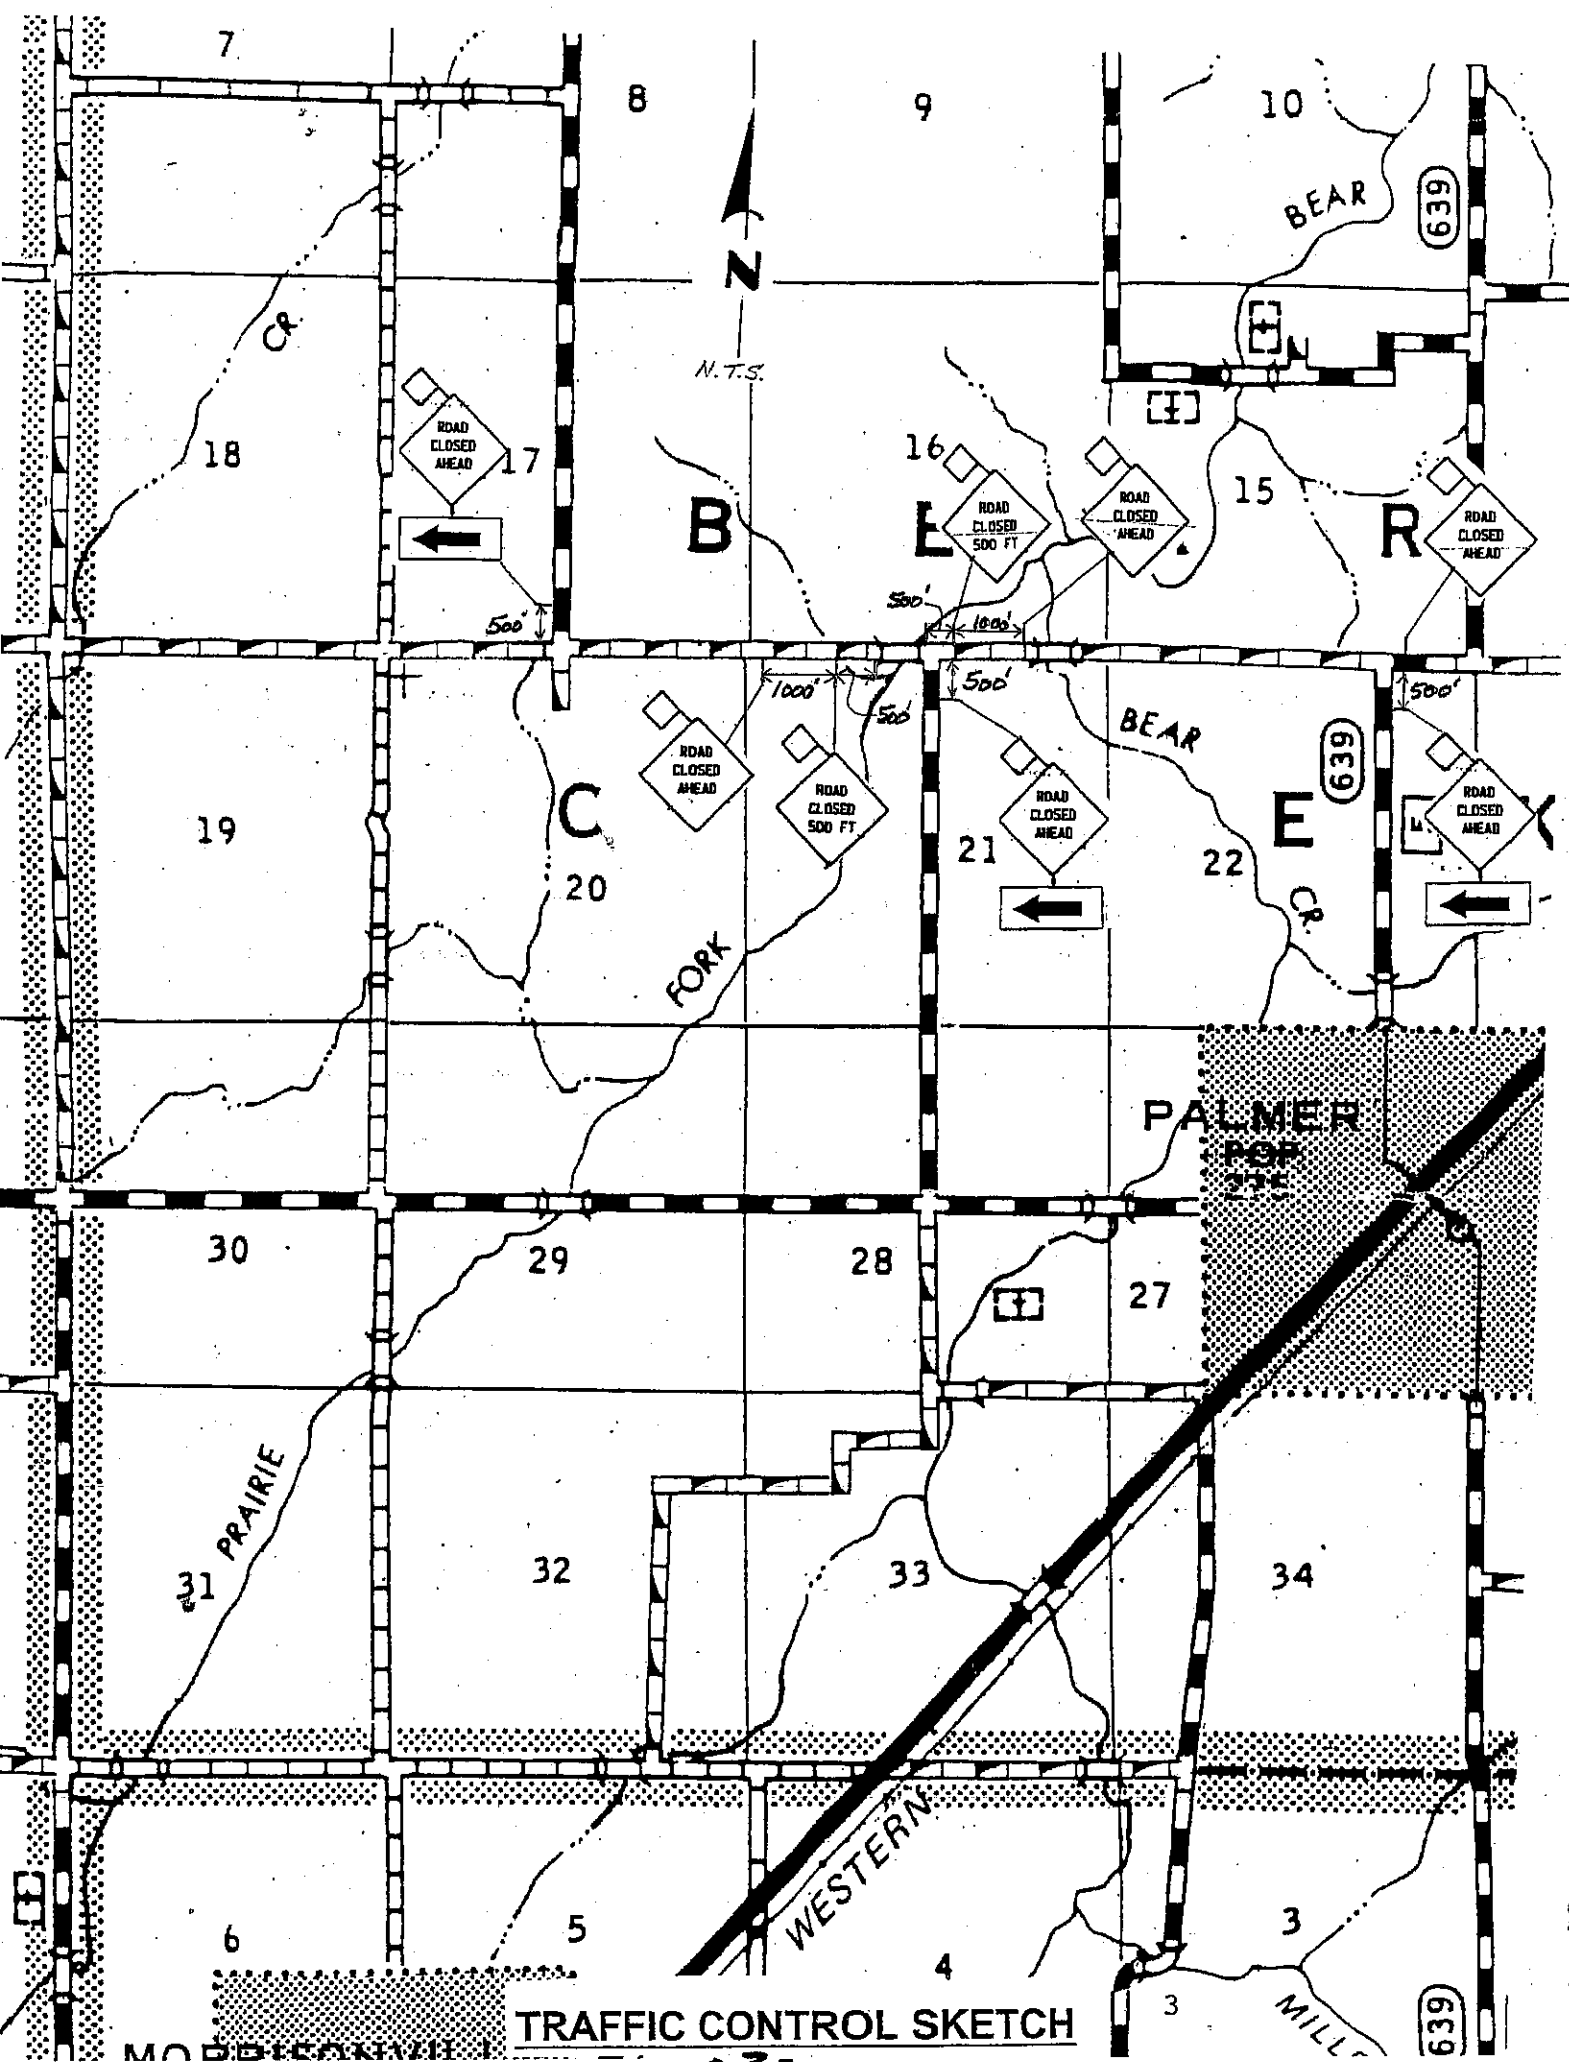 7
8
9
10
BEAR
639
N
N.T.S.
CR.
18
ROAD
CLOSED
AHEAD
17
16
ROAD
CLOSED
500 FT
ROAD
CLOSED
AHEAD
15
ROAD
CLOSED
AHEAD
B
E
R
500'
500'
1000'
1000'
500'
500'
500'
BEAR
639
ROAD
CLOSED
AHEAD
ROAD
CLOSED
500 FT
ROAD
CLOSED
AHEAD
ROAD
CLOSED
AHEAD
C
E
K
19
20
21
22
CR.
FORK
PALMER
POP
30
29
28
27
PRAIRIE
31
32
33
34
WESTERN
6
5
4
3
3
MILLS
639
TRAFFIC CONTROL SKETCH